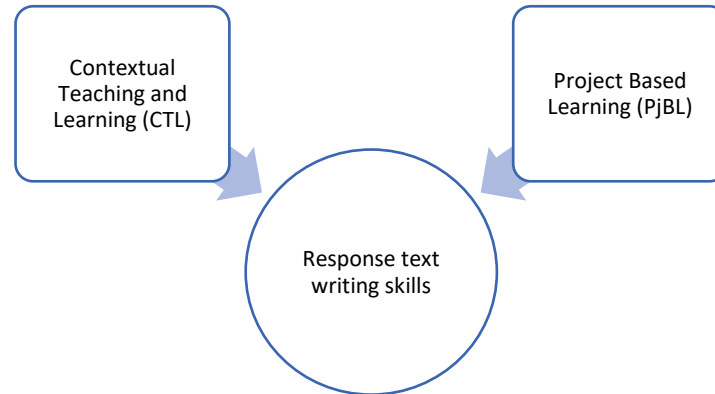 Contextual
Teaching and
Learning (CTL)
Project Based
Learning (PjBL)
Response text
writing skills